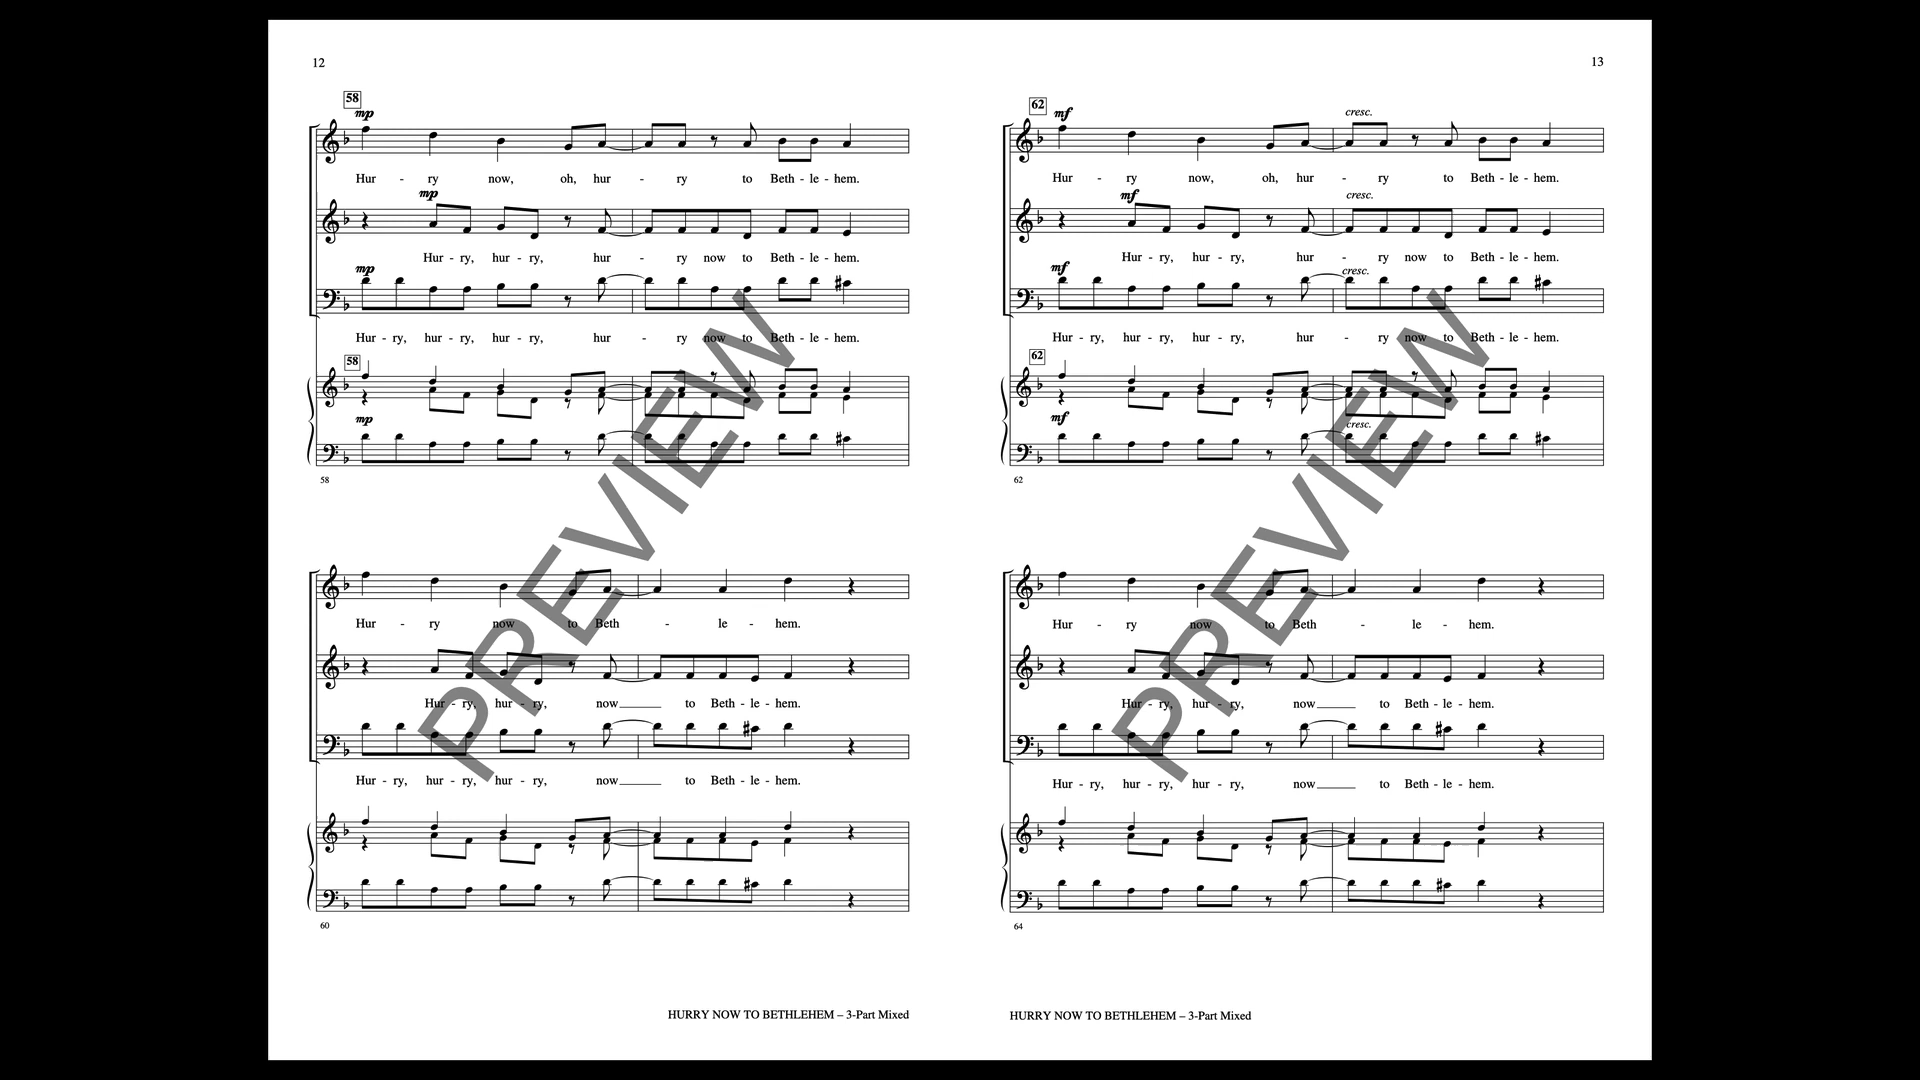 12
58
mp
Hur - ry now, oh, hur - ry to Beth - le - hem.
mp
Hur - ry, hur - ry, hur - ry now to Beth - le - hem.
mp
Hur - ry, hur - ry, hur - ry, hur - ry now to Beth - le - hem.
58
mp
58
Hur - ry now to Beth - le - hem.
Hur - ry, hur - ry, now____ to Beth - le - hem.
Hur - ry, hur - ry, hur - ry, now____ to Beth - le - hem.
60
HURRY NOW TO BETHLEHEM – 3-Part Mixed
PREVIEW
13
62
mf cresc.
Hur - ry now, oh, hur - ry to Beth - le - hem.
mf cresc.
Hur - ry, hur - ry, hur - ry now to Beth - le - hem.
mf cresc.
Hur - ry, hur - ry, hur - ry, hur - ry now to Beth - le - hem.
62
mf cresc.
62
Hur - ry now to Beth - le - hem.
Hur - ry, hur - ry, now____ to Beth - le - hem.
Hur - ry, hur - ry, hur - ry, now____ to Beth - le - hem.
64
HURRY NOW TO BETHLEHEM – 3-Part Mixed
PREVIEW